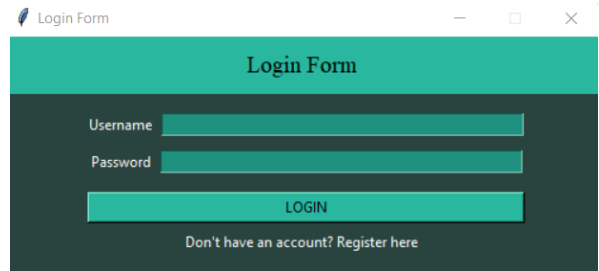 Login Form
Login Form
Username
Password
LOGIN
Don't have an account? Register here